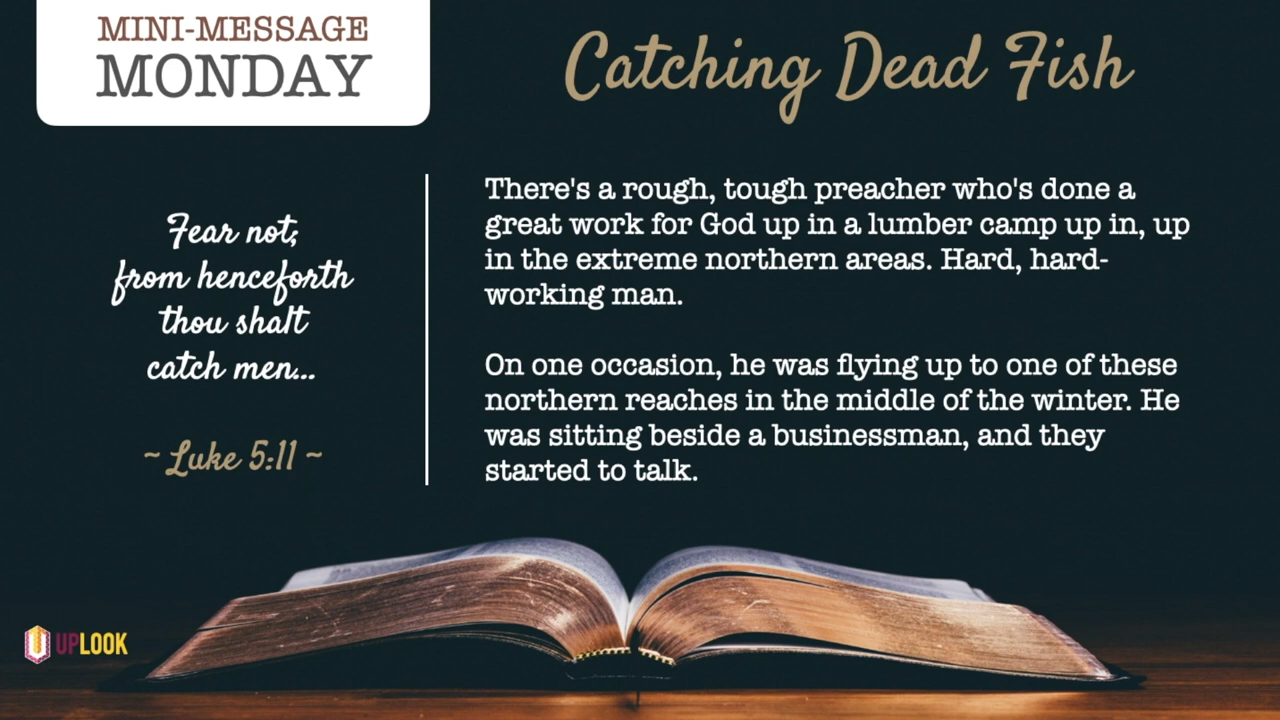 MINI-MESSAGE
MONDAY
Catching Dead Fish
Fear not;
from henceforth
thou shalt
catch men...
~ Luke 5:11 ~
There's a rough, tough preacher who's done a
great work for God up in a lumber camp up in, up
in the extreme northern areas. Hard, hard-
working man.
On one occasion, he was flying up to one of these
northern reaches in the middle of the winter. He
was sitting beside a businessman, and they
started to talk.
UPLOOK